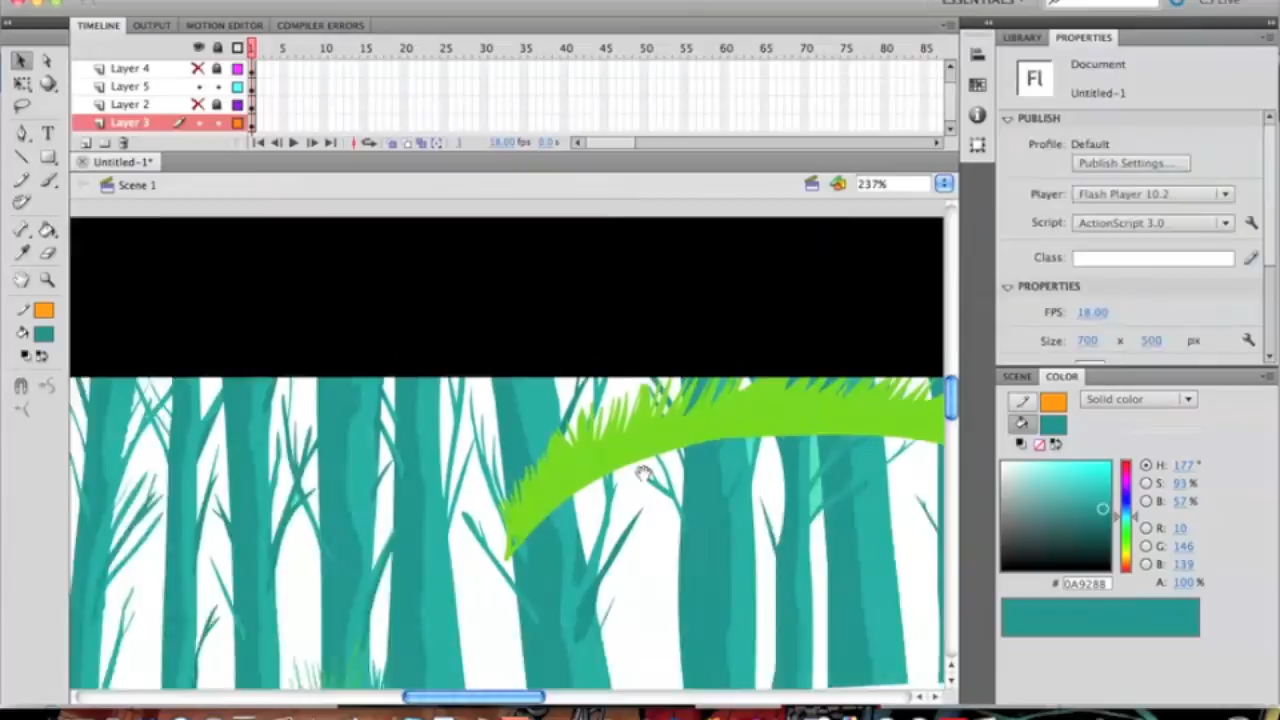 ESSENTIALS
TIMELINE OUTPUT MOTION EDITOR COMPILER ERRORS
1 5 10 15 20 25 30 35 40 45 50 55 60 65 70 75 80 85
Layer 4
Layer 5
Layer 2
Layer 3
1 18.00 fps 0.0 s
Untitled-1*
Scene 1
237%
LIBRARY PROPERTIES
Fl
Document
Untitled-1
PUBLISH
Profile: Default
Publish Settings...
Player: Flash Player 10.2
Script: ActionScript 3.0
Class:
PROPERTIES
FPS: 18.00
Size: 700 x 500 px
SCENE COLOR
Solid color
H: 177 °
S: 93 %
B: 57 %
R: 10
G: 146
B: 139
# 0A928B
A: 100 %